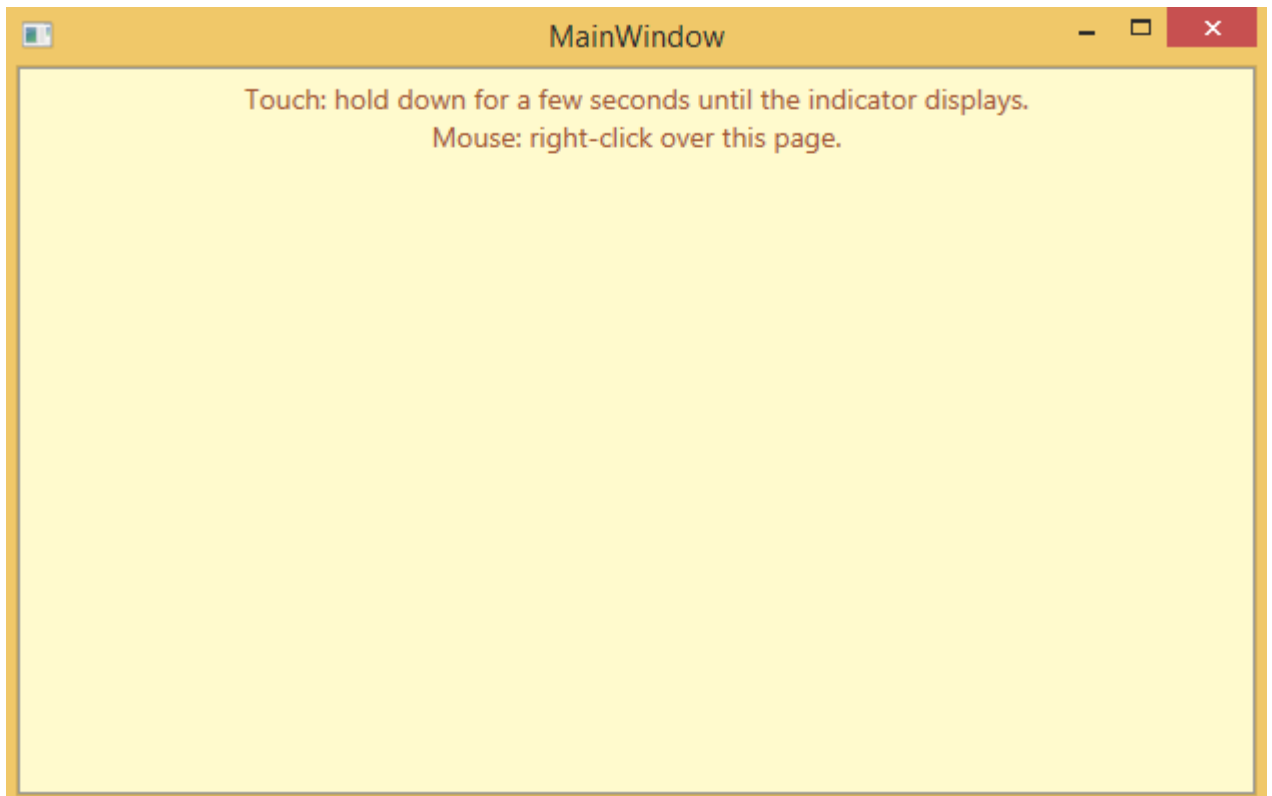 MainWindow
Touch: hold down for a few seconds until the indicator displays.
Mouse: right-click over this page.